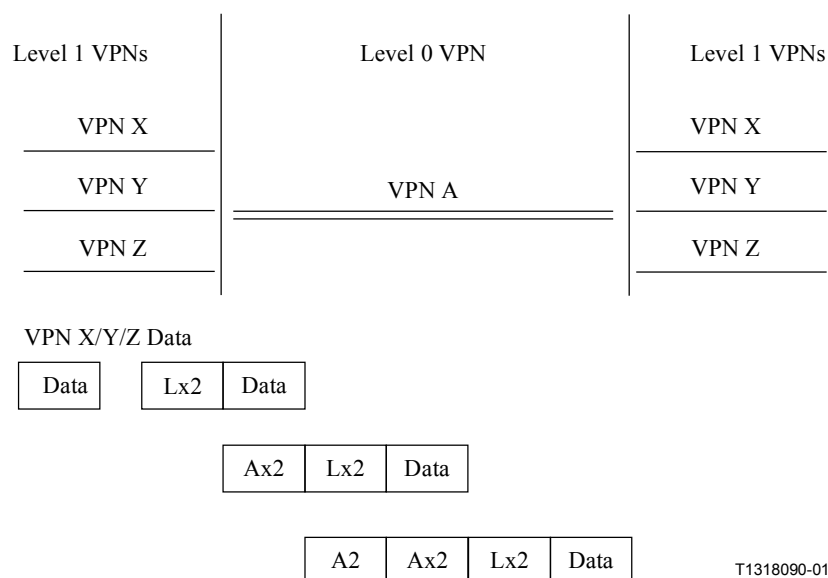 Level 1 VPNs Level 0 VPN Level 1 VPNs
VPN X VPN X
VPN Y VPN A VPN Y
VPN Z VPN Z
VPN X/Y/Z Data
Data Lx2 Data
Ax2 Lx2 Data
A2 Ax2 Lx2 Data
T1318090-01